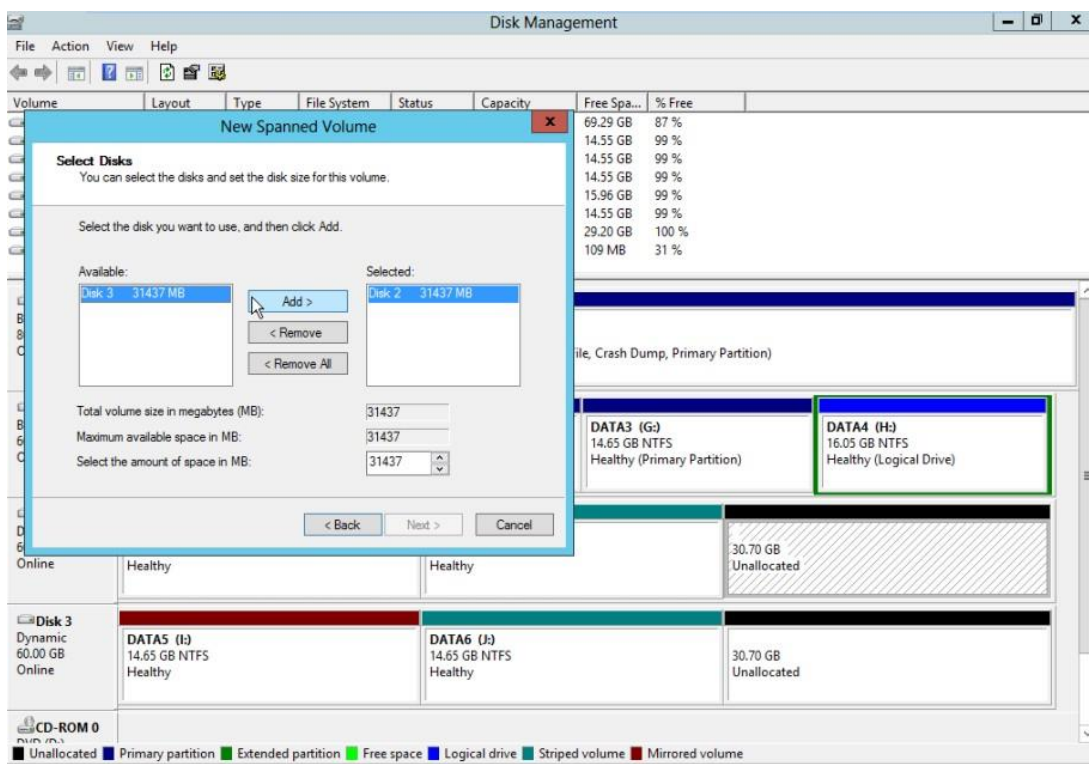 Disk Management
File Action View Help
Volume Layout Type File System Status Capacity Free Spa... % Free
69.29 GB 87 %
14.55 GB 99 %
14.55 GB 99 %
14.55 GB 99 %
15.96 GB 99 %
14.55 GB 99 %
29.20 GB 100 %
109 MB 31 %
New Spanned Volume
Select Disks
You can select the disks and set the disk size for this volume.
Select the disk you want to use, and then click Add.
Available: Selected:
Disk 3 31437 MB Add > Disk 2 31437 MB
< Remove
< Remove All
Total volume size in megabytes (MB): 31437
Maximum available space in MB: 31437
Select the amount of space in MB: 31437
< Back Next > Cancel
ile, Crash Dump, Primary Partition)
DATA3 (G:) DATA4 (H:)
14.65 GB NTFS 16.05 GB NTFS
Healthy (Primary Partition) Healthy (Logical Drive)
30.70 GB
Online Healthy Healthy Unallocated
Disk 3
Dynamic DATA5 (I:) DATA6 (J:)
60.00 GB 14.65 GB NTFS 14.65 GB NTFS 30.70 GB
Online Healthy Healthy Unallocated
CD-ROM 0
Unallocated Primary partition Extended partition Free space Logical drive Striped volume Mirrored volume